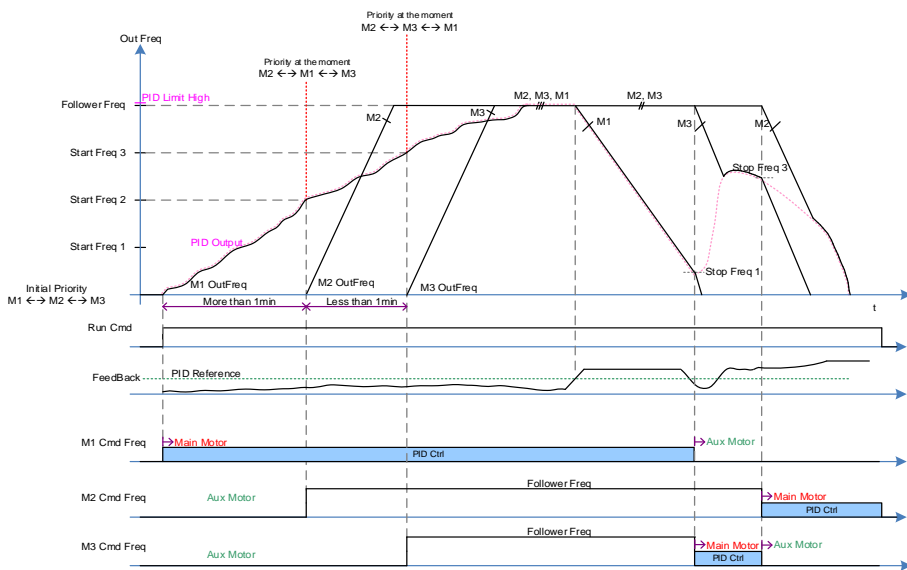 Priority at the moment
M2 ←→ M3 ←→ M1
Out Freq
Priority at the moment
M2 ←→ M1 ←→ M3
PID Limit High
Follower Freq
M2
M3
M2, M3, M1
M2, M3
M1
M3
M2
Start Freq 3
Stop Freq 3
Start Freq 2
PID Output
Start Freq 1
Stop Freq 1
Initial Priority
M1 ←→ M2 ←→ M3
M1 OutFreq
M2 OutFreq
M3 OutFreq
More than 1min
Less than 1min
t
Run Cmd
FeedBack
PID Reference
M1 Cmd Freq
Main Motor
Aux Motor
PID Ctrl
M2 Cmd Freq
Aux Motor
Follower Freq
Main Motor
PID Ctrl
M3 Cmd Freq
Aux Motor
Follower Freq
Main Motor
Aux Motor
PID Ctrl